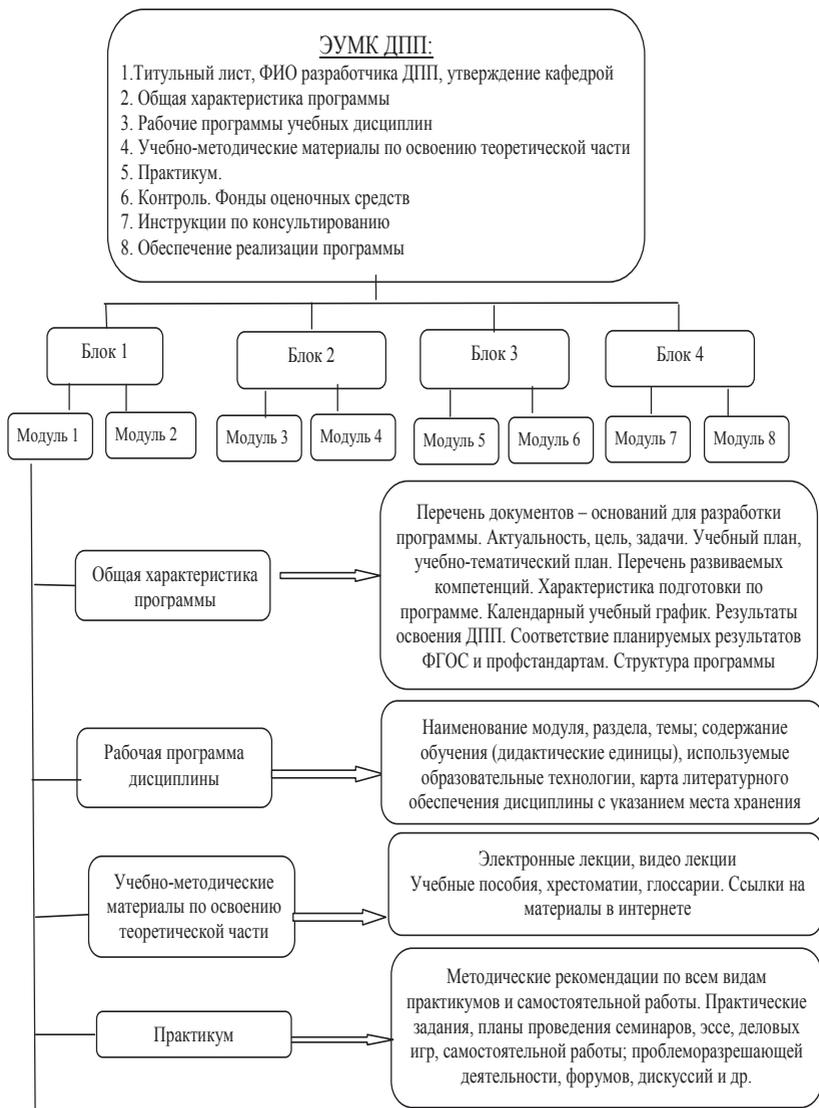 ЭУМК ДПП:
1.Титульный лист, ФИО разработчика ДПП, утверждение кафедрой
2. Общая характеристика программы
3. Рабочие программы учебных дисциплин
4. Учебно-методические материалы по освоению теоретической части
5. Практикум.
6. Контроль. Фонды оценочных средств
7. Инструкции по консультированию
8. Обеспечение реализации программы
Блок 1
Блок 2
Блок 3
Блок 4
Модуль 1
Модуль 2
Модуль 3
Модуль 4
Модуль 5
Модуль 6
Модуль 7
Модуль 8
Общая характеристика
программы
Перечень документов – оснований для разработки
программы. Актуальность, цель, задачи. Учебный план,
учебно-тематический план. Перечень развиваемых
компетенций. Характеристика подготовки по
программе. Календарный учебный график. Результаты
освоения ДПП. Соответствие планируемых результатов
ФГОС и профстандартам. Структура программы
Рабочая программа
дисциплины
Наименование модуля, раздела, темы; содержание
обучения (дидактические единицы), используемые
образовательные технологии, карта литературного
обеспечения дисциплины с указанием места хранения
Учебно-методические
материалы по освоению
теоретической части
Электронные лекции, видео лекции
Учебные пособия, хрестоматии, глоссарии. Ссылки на
материалы в интернете
Практикум
Методические рекомендации по всем видам
практикумов и самостоятельной работы. Практические
задания, планы проведения семинаров, эссе, деловых
игр, самостоятельной работы; проблеморазрешающей
деятельности, форумов, дискуссий и др.